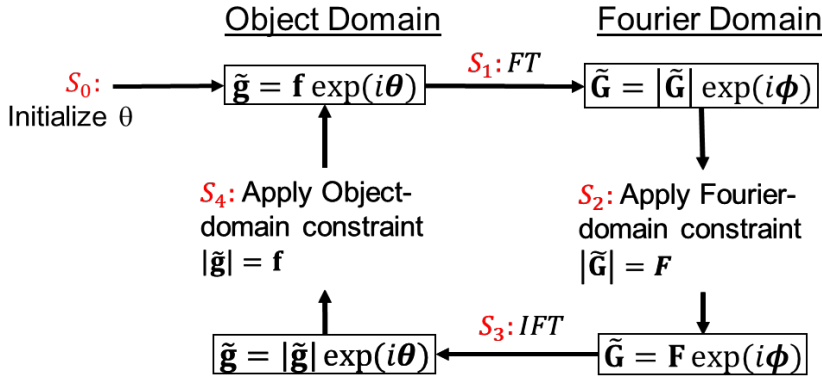 Object Domain
Fourier Domain
S₀:
Initialize θ
g̃ = f exp(iθ)
S₁: FT
G̃ = |G̃| exp(iϕ)
S₄: Apply Object-
domain constraint
|g̃| = f
S₂: Apply Fourier-
domain constraint
|G̃| = F
g̃ = |g̃| exp(iθ)
S₃: IFT
G̃ = F exp(iϕ)